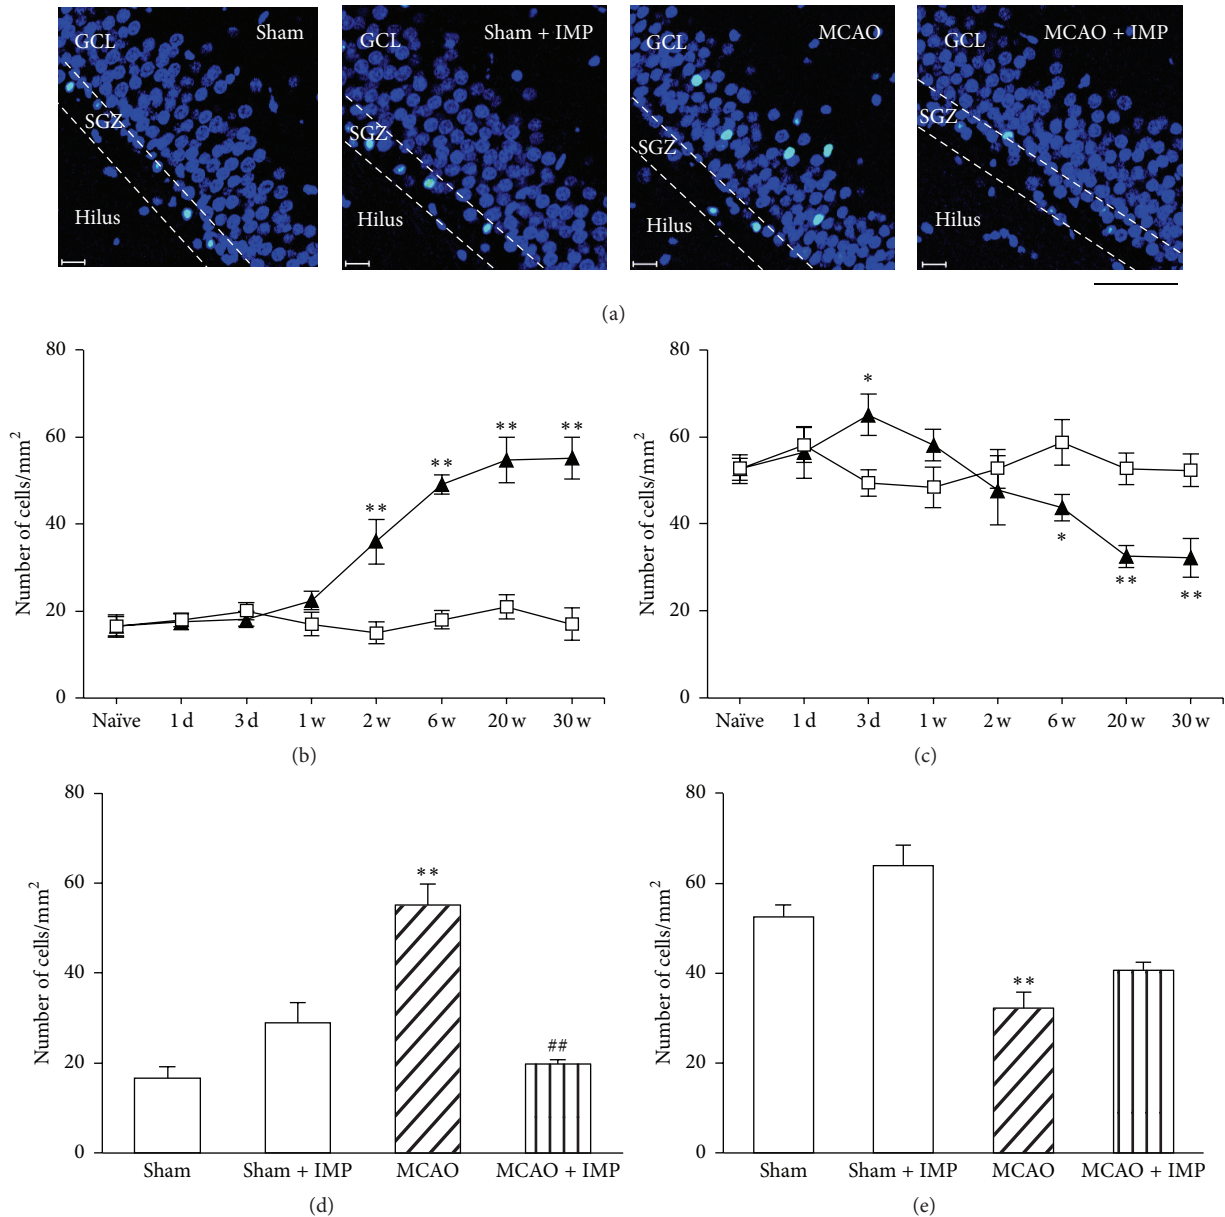 GCL
Sham
SGZ
Hilus
GCL
Sham + IMP
SGZ
Hilus
GCL
MCAO
SGZ
Hilus
GCL
MCAO + IMP
SGZ
Hilus
(a)
Number of cells/mm²
80
60
40
20
0
**
**
**
**
Naïve 1 d 3 d 1 w 2 w 6 w 20 w 30 w
(b)
Number of cells/mm²
80
60
40
20
0
*
*
**
**
Naïve 1 d 3 d 1 w 2 w 6 w 20 w 30 w
(c)
Number of cells/mm²
80
60
40
20
0
**
##
Sham Sham + IMP MCAO MCAO + IMP
(d)
Number of cells/mm²
80
60
40
20
0
**
Sham Sham + IMP MCAO MCAO + IMP
(e)